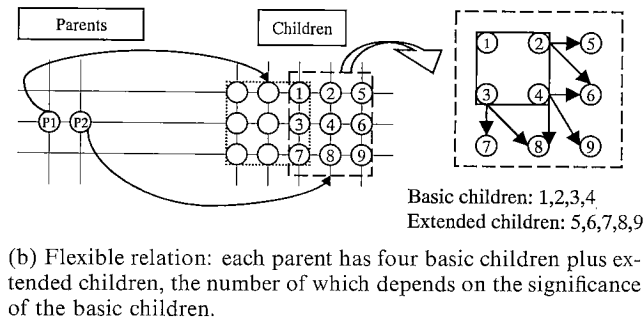 Parents
Children
P1 P2
1 2 5
3 4 6
7 8 9
1 2 5
3 4 6
7 8 9
Basic children: 1,2,3,4
Extended children: 5,6,7,8,9
(b) Flexible relation: each parent has four basic children plus ex-
tended children, the number of which depends on the significance
of the basic children.